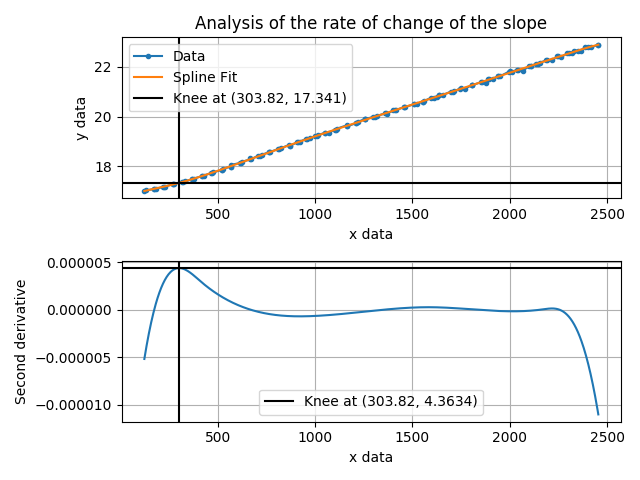 Analysis of the rate of change of the slope
y data
22
20
18
Data
Spline Fit
Knee at (303.82, 17.341)
500
1000
1500
2000
2500
x data
Second derivative
0.000005
0.000000
−0.000005
−0.000010
Knee at (303.82, 4.3634)
500
1000
1500
2000
2500
x data